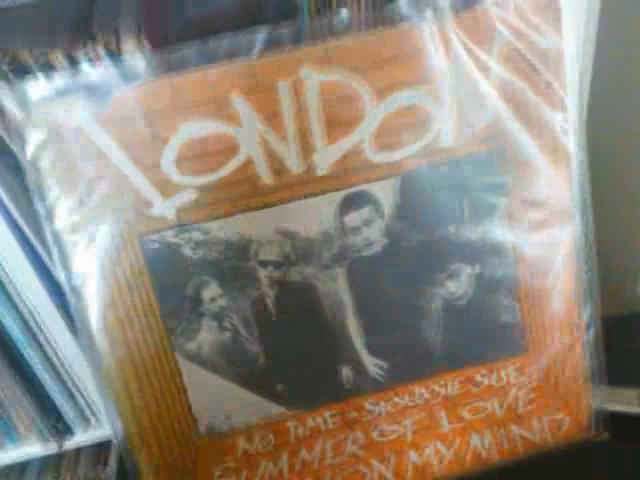 LONDON
NO TIME - SIOUXSIE SUE
SUMMER OF LOVE
ON MY MIND